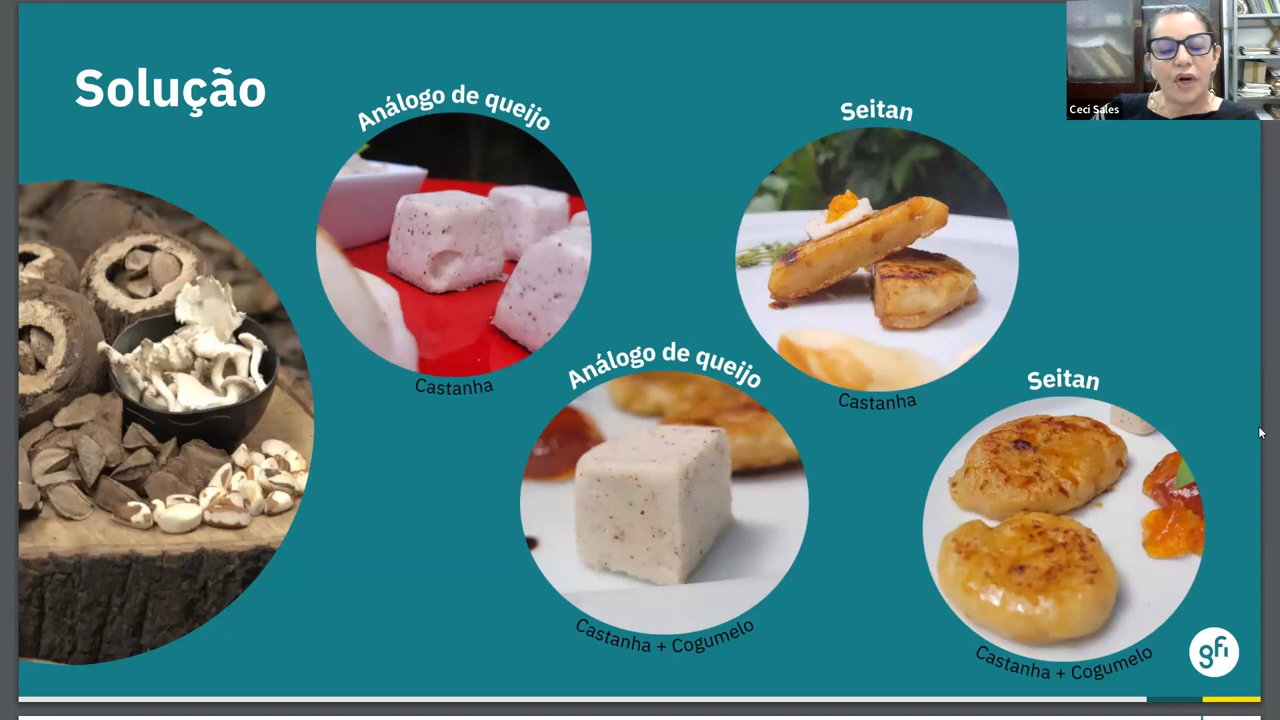 Solução
Análogo de queijo
Castanha
Seitan
Castanha
Análogo de queijo
Castanha + Cogumelo
Seitan
Castanha + Cogumelo
gfi
Ceci Sales